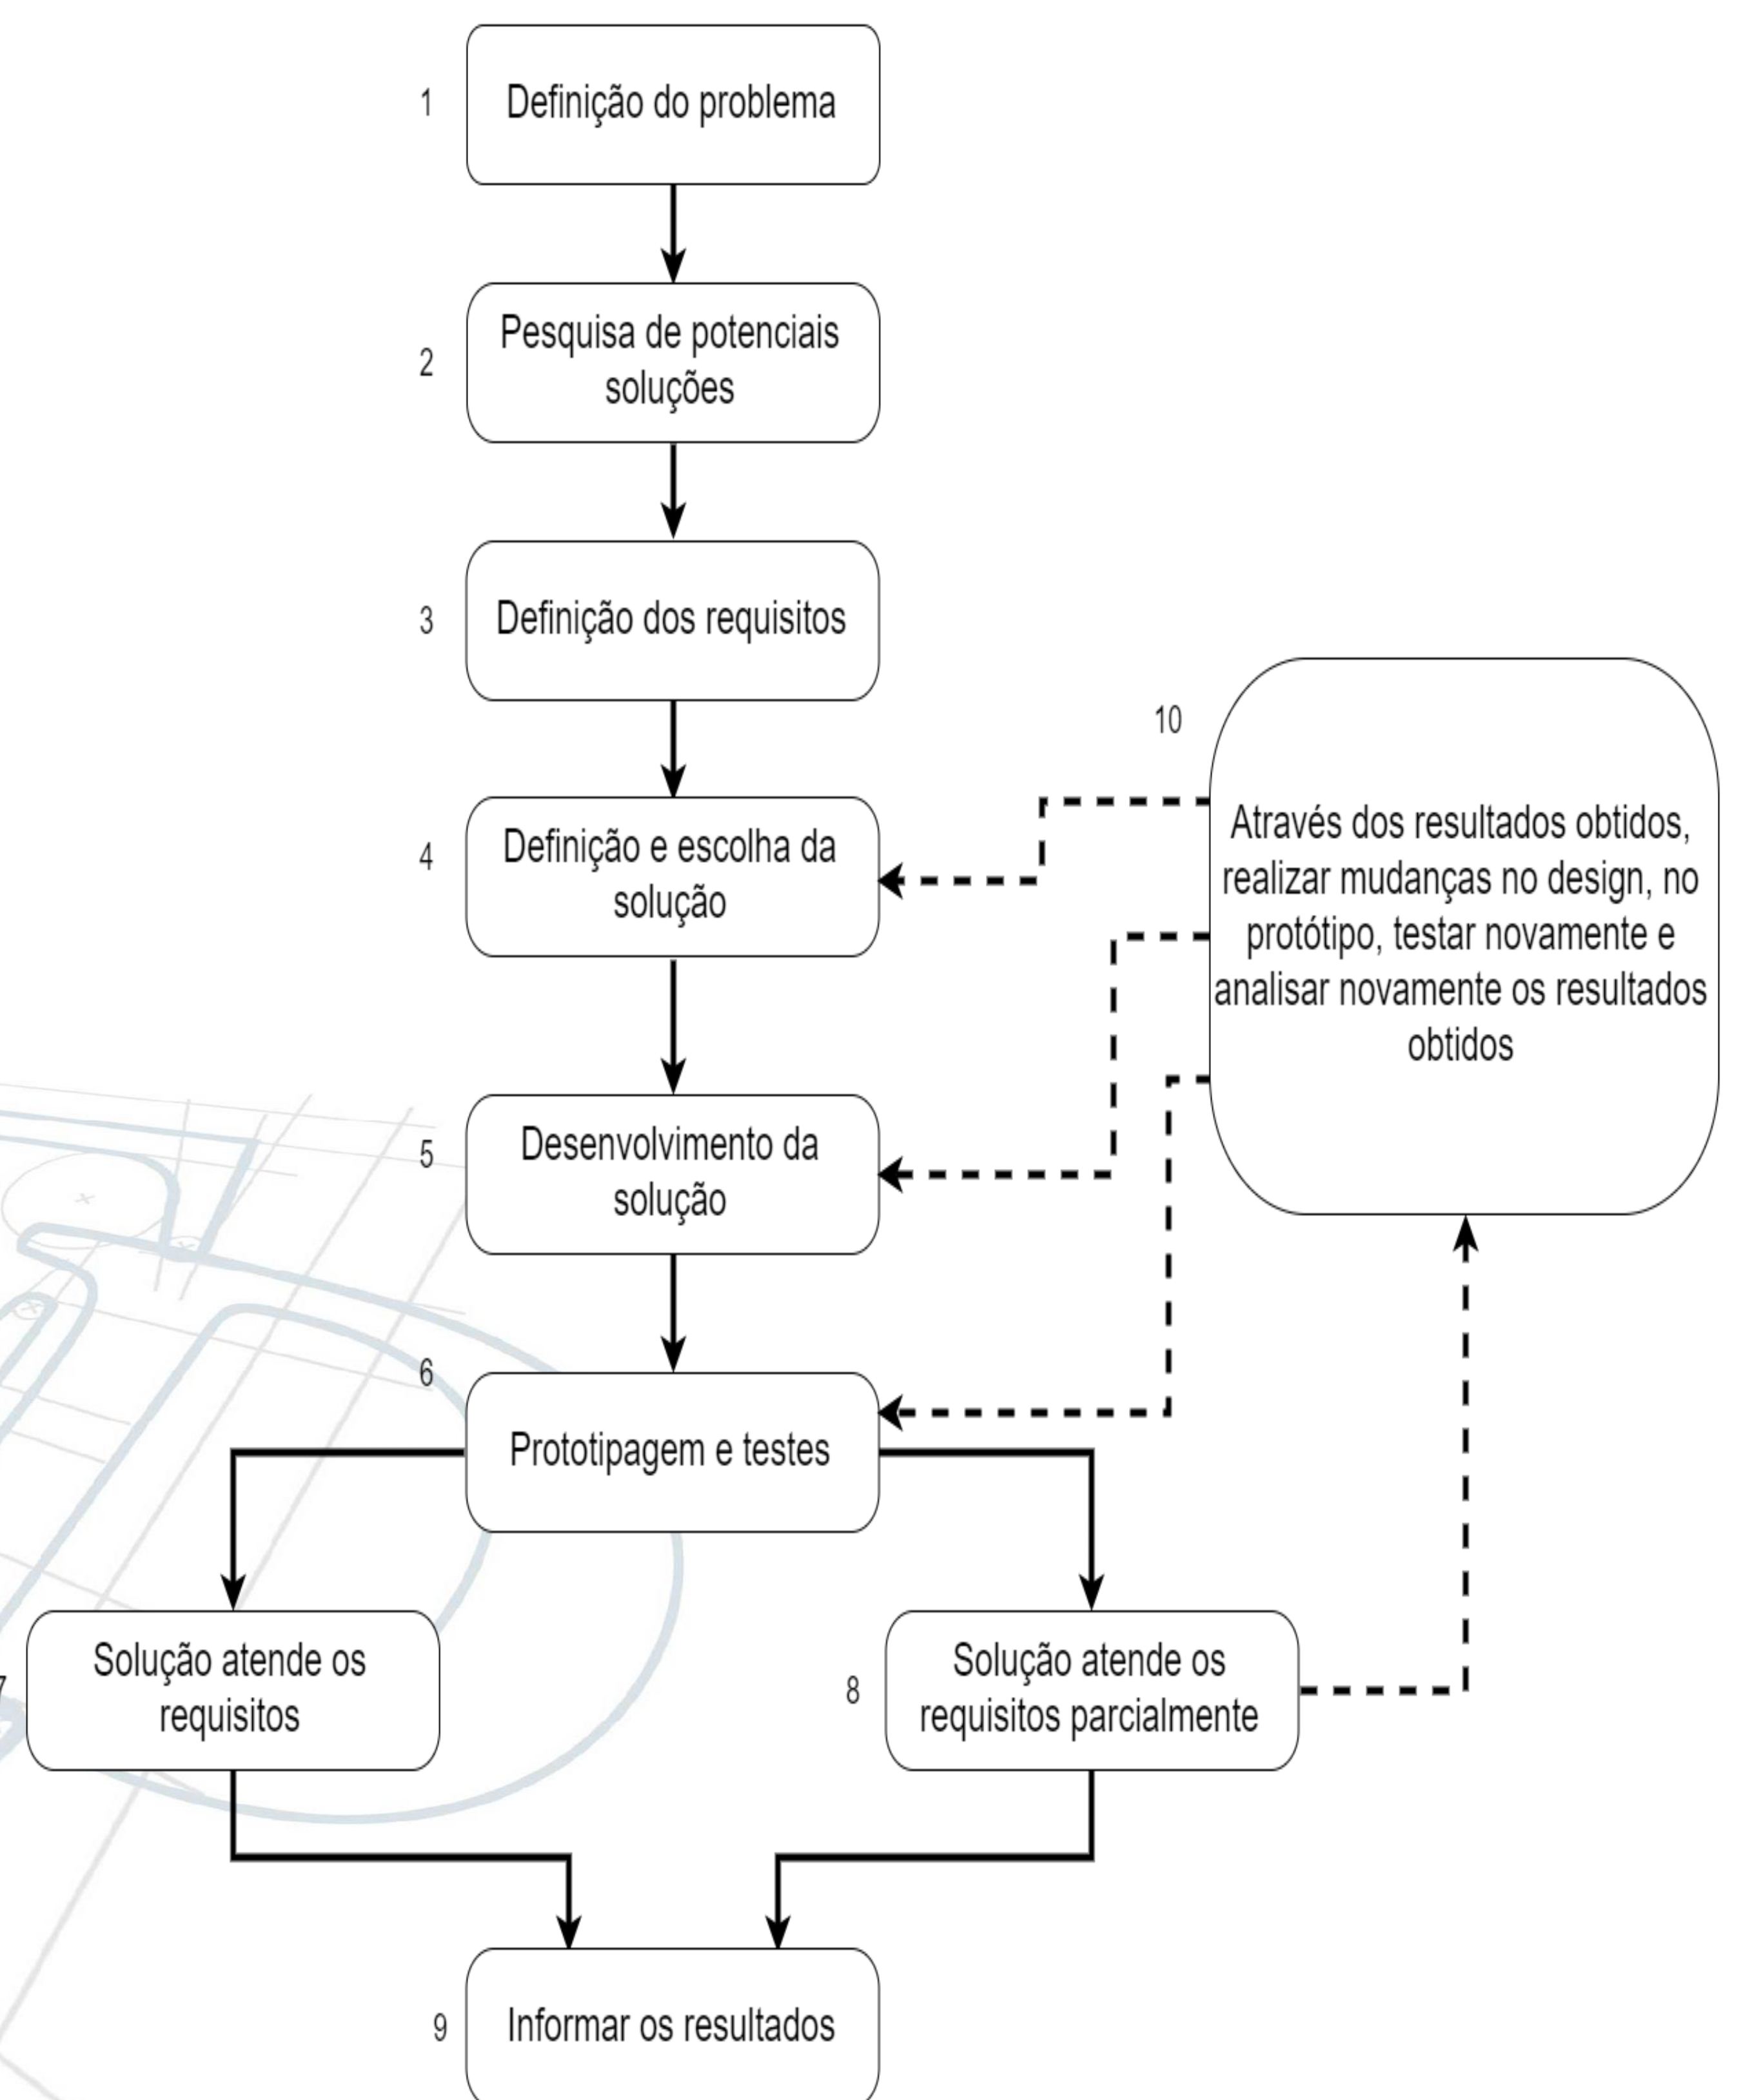 1
Definição do problema
2
Pesquisa de potenciais
soluções
3
Definição dos requisitos
4
Definição e escolha da
solução
10
Através dos resultados obtidos,
realizar mudanças no design, no
protótipo, testar novamente e
analisar novamente os resultados
obtidos
5
Desenvolvimento da
solução
6
Prototipagem e testes
7
Solução atende os
requisitos
8
Solução atende os
requisitos parcialmente
9
Informar os resultados